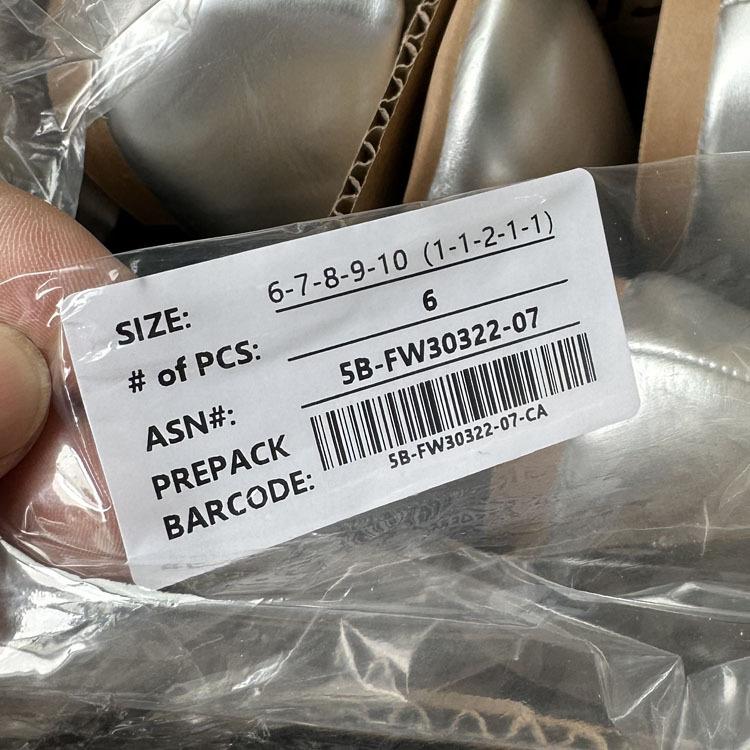 SIZE: 6-7-8-9-10 (1-1-2-1-1)
# of PCS: 6
ASN#: 5B-FW30322-07
PREPACK
BARCODE:
5B-FW30322-07-CA